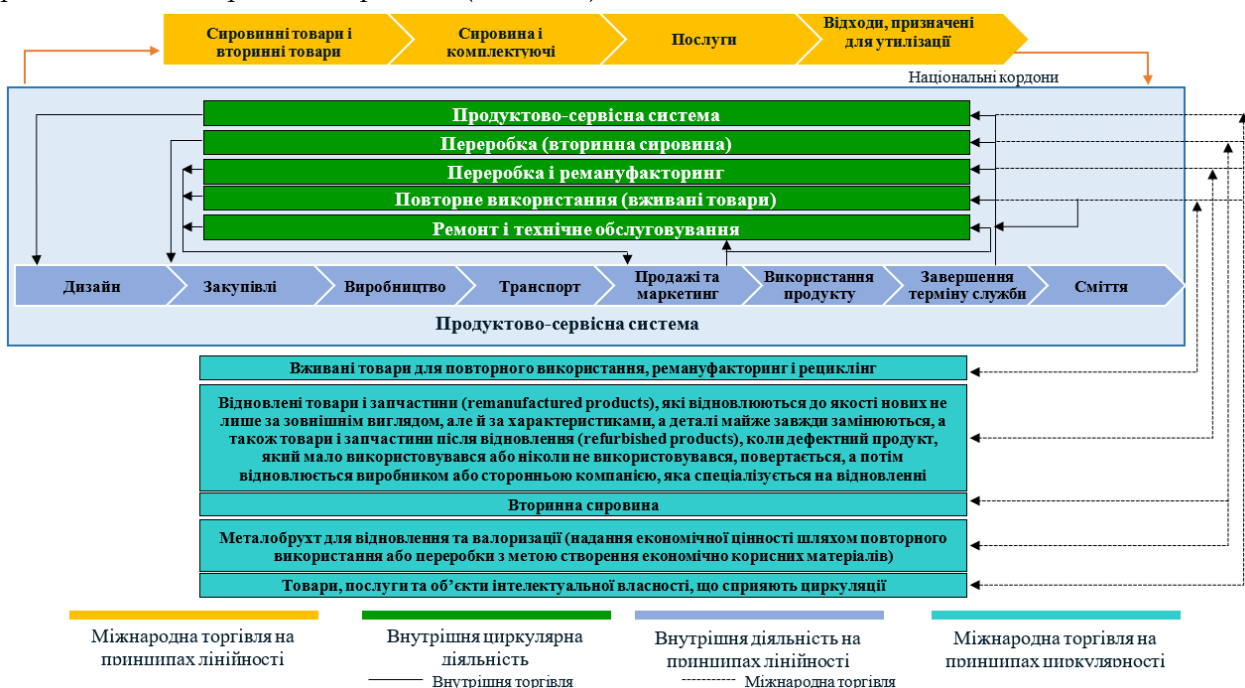 Сировинні товари і
вторинні товари
Сировина і
комплектуючі
Послуги
Відходи, призначені
для утилізації
Національні кордони
Продуктово-сервісна система
Переробка (вторинна сировина)
Переробка і ремануфакторинг
Повторне використання (вживані товари)
Ремонт і технічне обслуговування
Дизайн
Закупівлі
Виробництво
Транспорт
Продажі та
маркетинг
Використання
продукту
Завершення
терміну служби
Сміття
Продуктово-сервісна система
Вживані товари для повторного використання, ремануфакторинг і рециклінг
Відновлені товари і запчастини (remanufactured products), які відновлюються до якості нових не
лише за зовнішнім виглядом, але й за характеристиками, а деталі майже завжди замінюються, а
також товари і запчастини після відновлення (refurbished products), коли дефектний продукт,
який мало використовувався або ніколи не використовувався, повертається, а потім
відновлюється виробником або сторонньою компанією, яка спеціалізується на відновленні
Вторинна сировина
Металобрухт для відновлення та валоризації (надання економічної цінності шляхом повторного
використання або переробки з метою створення економічно корисних матеріалів)
Товари, послуги та об’єкти інтелектуальної власності, що сприяють циркуляції
Міжнародна торгівля на
принципах лінійності
Внутрішня циркулярна
діяльність
Внутрішня діяльність на
принципах лінійності
Міжнародна торгівля на
принципах циркулярності
Внутрішня торгівля
Міжнародна торгівля